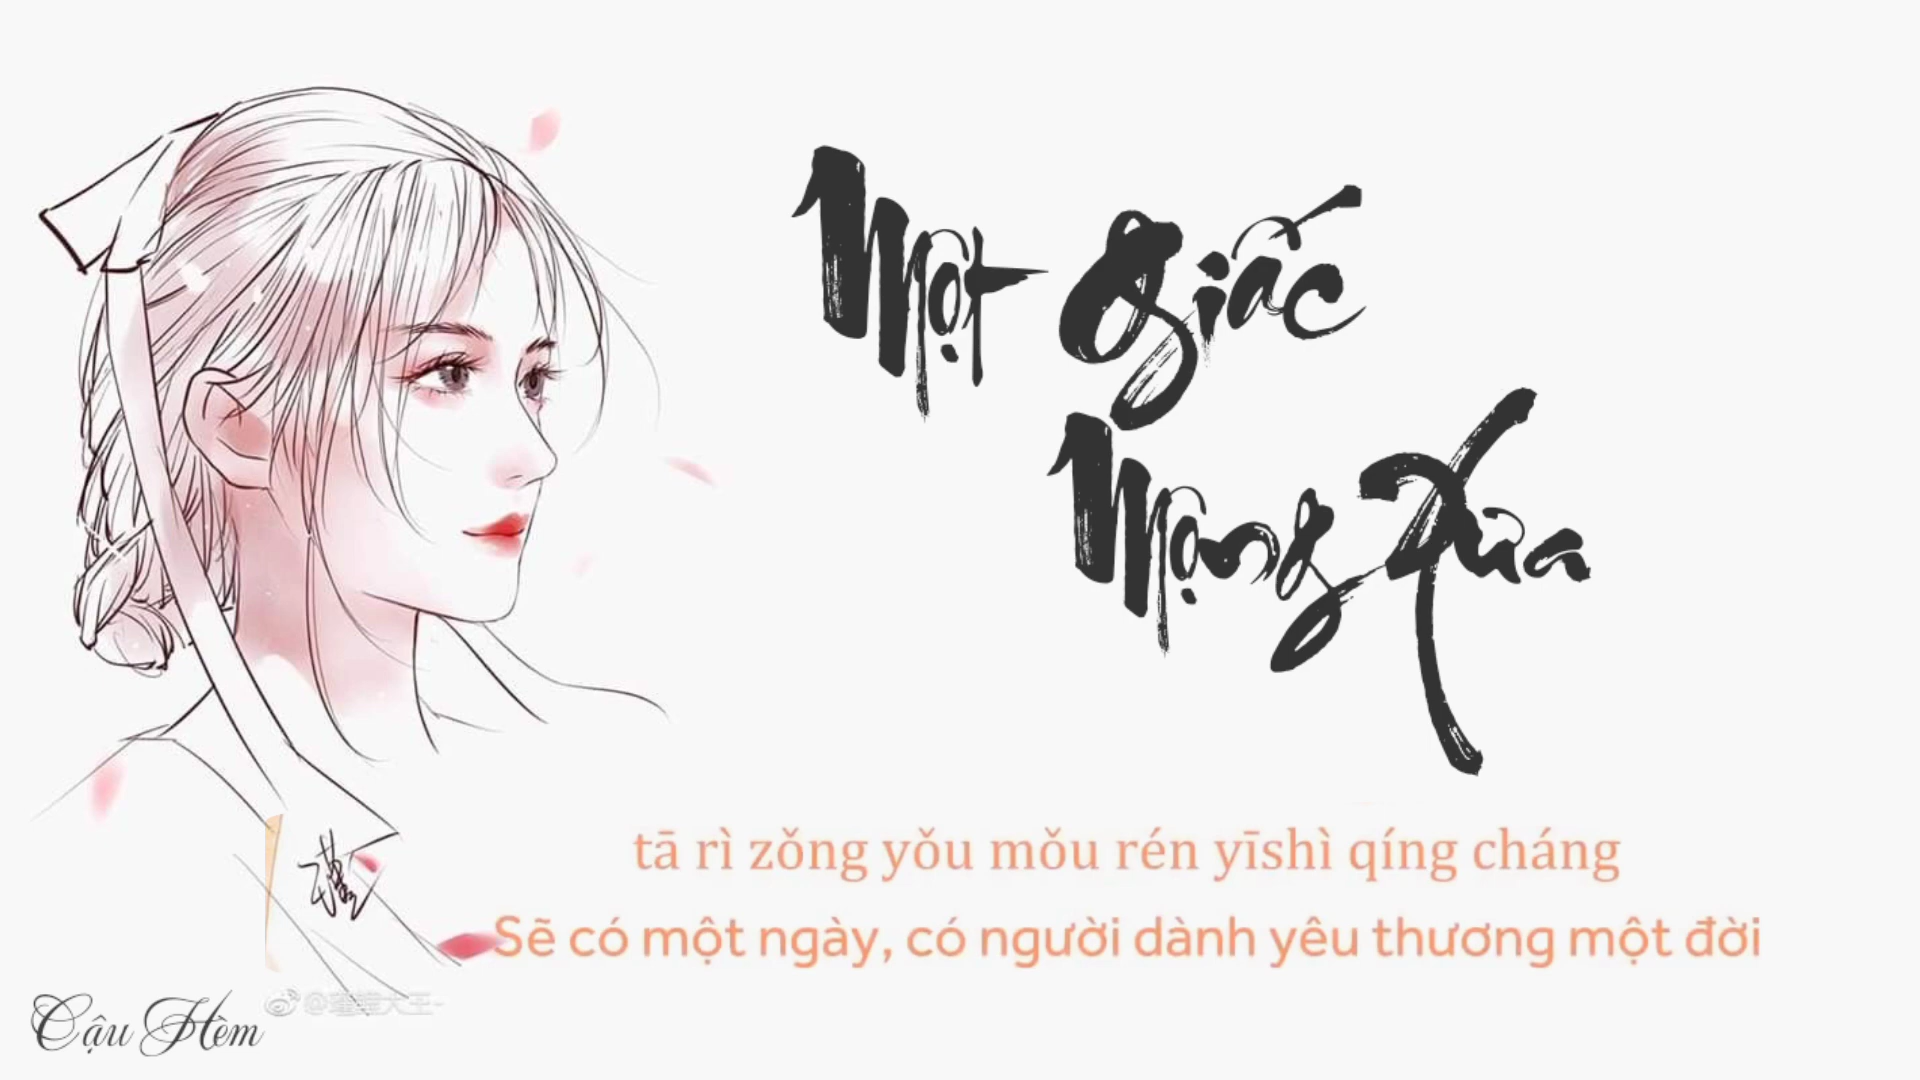 Một Giấc
Mộng Xưa
tā rì zǒng yǒu mǒu rén yīshì qíng cháng
Sẽ có một ngày, có người dành yêu thương một đời
Cậu Hèm